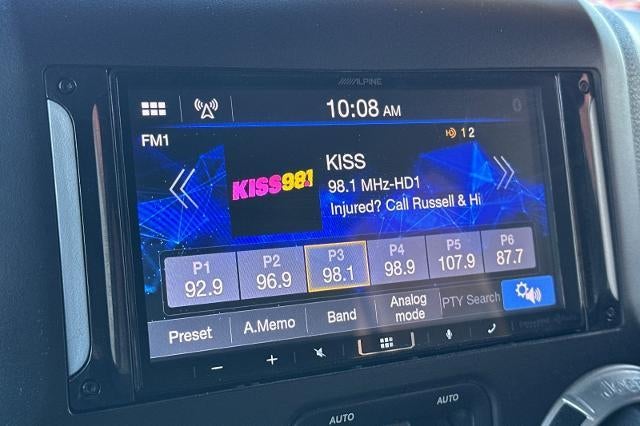 ALPINE
10:08 AM
FM1
1 2
KISS
KISS981
98.1 MHz-HD1
Injured? Call Russell & Hi
P1 P2 P3 P4 P5 P6
92.9 96.9 98.1 98.9 107.9 87.7
Preset A.Memo Band Analog mode PTY Search
− +
AUTO AUTO